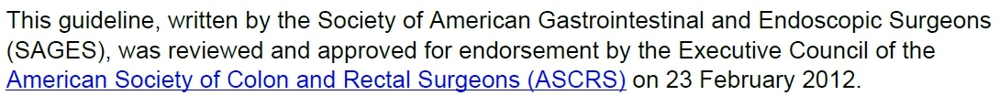 This guideline, written by the Society of American Gastrointestinal and Endoscopic Surgeons
(SAGES), was reviewed and approved for endorsement by the Executive Council of the
American Society of Colon and Rectal Surgeons (ASCRS) on 23 February 2012.